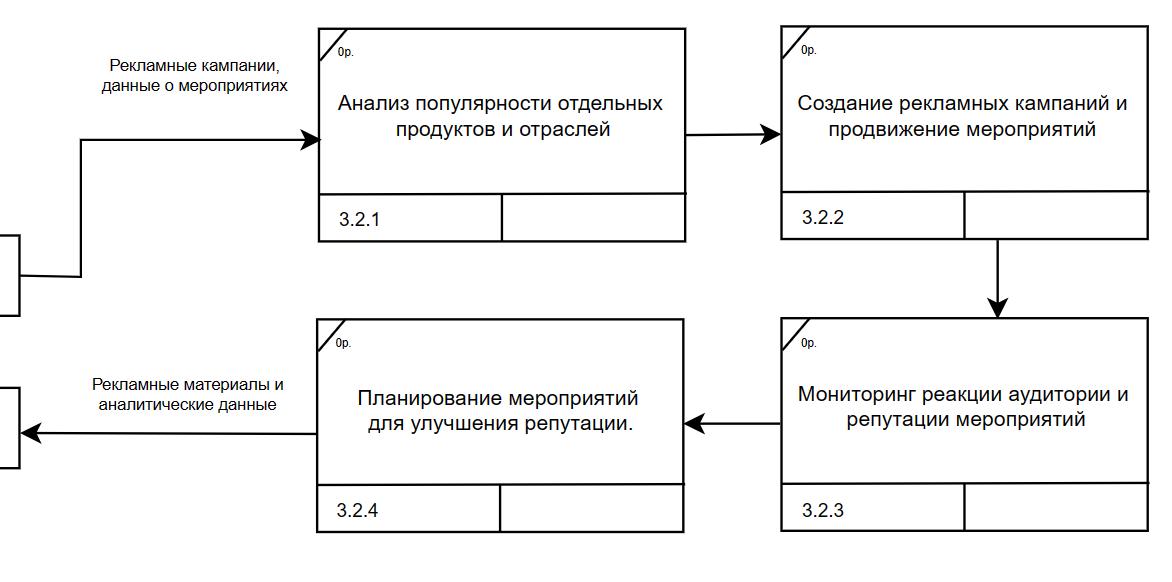 Рекламные кампании,
данные о мероприятиях
0р.
Анализ популярности отдельных
продуктов и отраслей
3.2.1
0р.
Создание рекламных кампаний и
продвижение мероприятий
3.2.2
0р.
Мониторинг реакции аудитории и
репутации мероприятий
3.2.3
0р.
Планирование мероприятий
для улучшения репутации.
3.2.4
Рекламные материалы и
аналитические данные